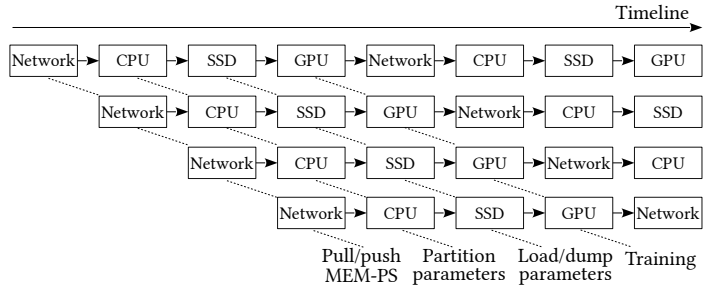 Timeline
Network CPU SSD GPU Network CPU SSD GPU
Network CPU SSD GPU Network CPU SSD
Network CPU SSD GPU Network CPU
Network CPU SSD GPU Network
Pull/push Partition Load/dump Training
MEM-PS parameters parameters